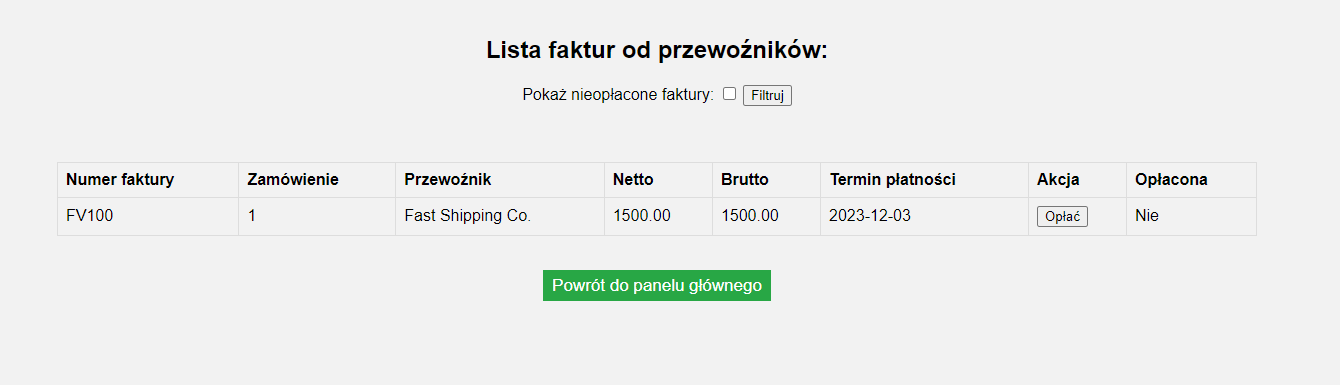 Lista faktur od przewoźników:
Pokaż nieopłacone faktury: Filtruj
Numer faktury Zamówienie Przewoźnik Netto Brutto Termin płatności Akcja Opłacona
FV100 1 Fast Shipping Co. 1500.00 1500.00 2023-12-03 Opłać Nie
Powrót do panelu głównego